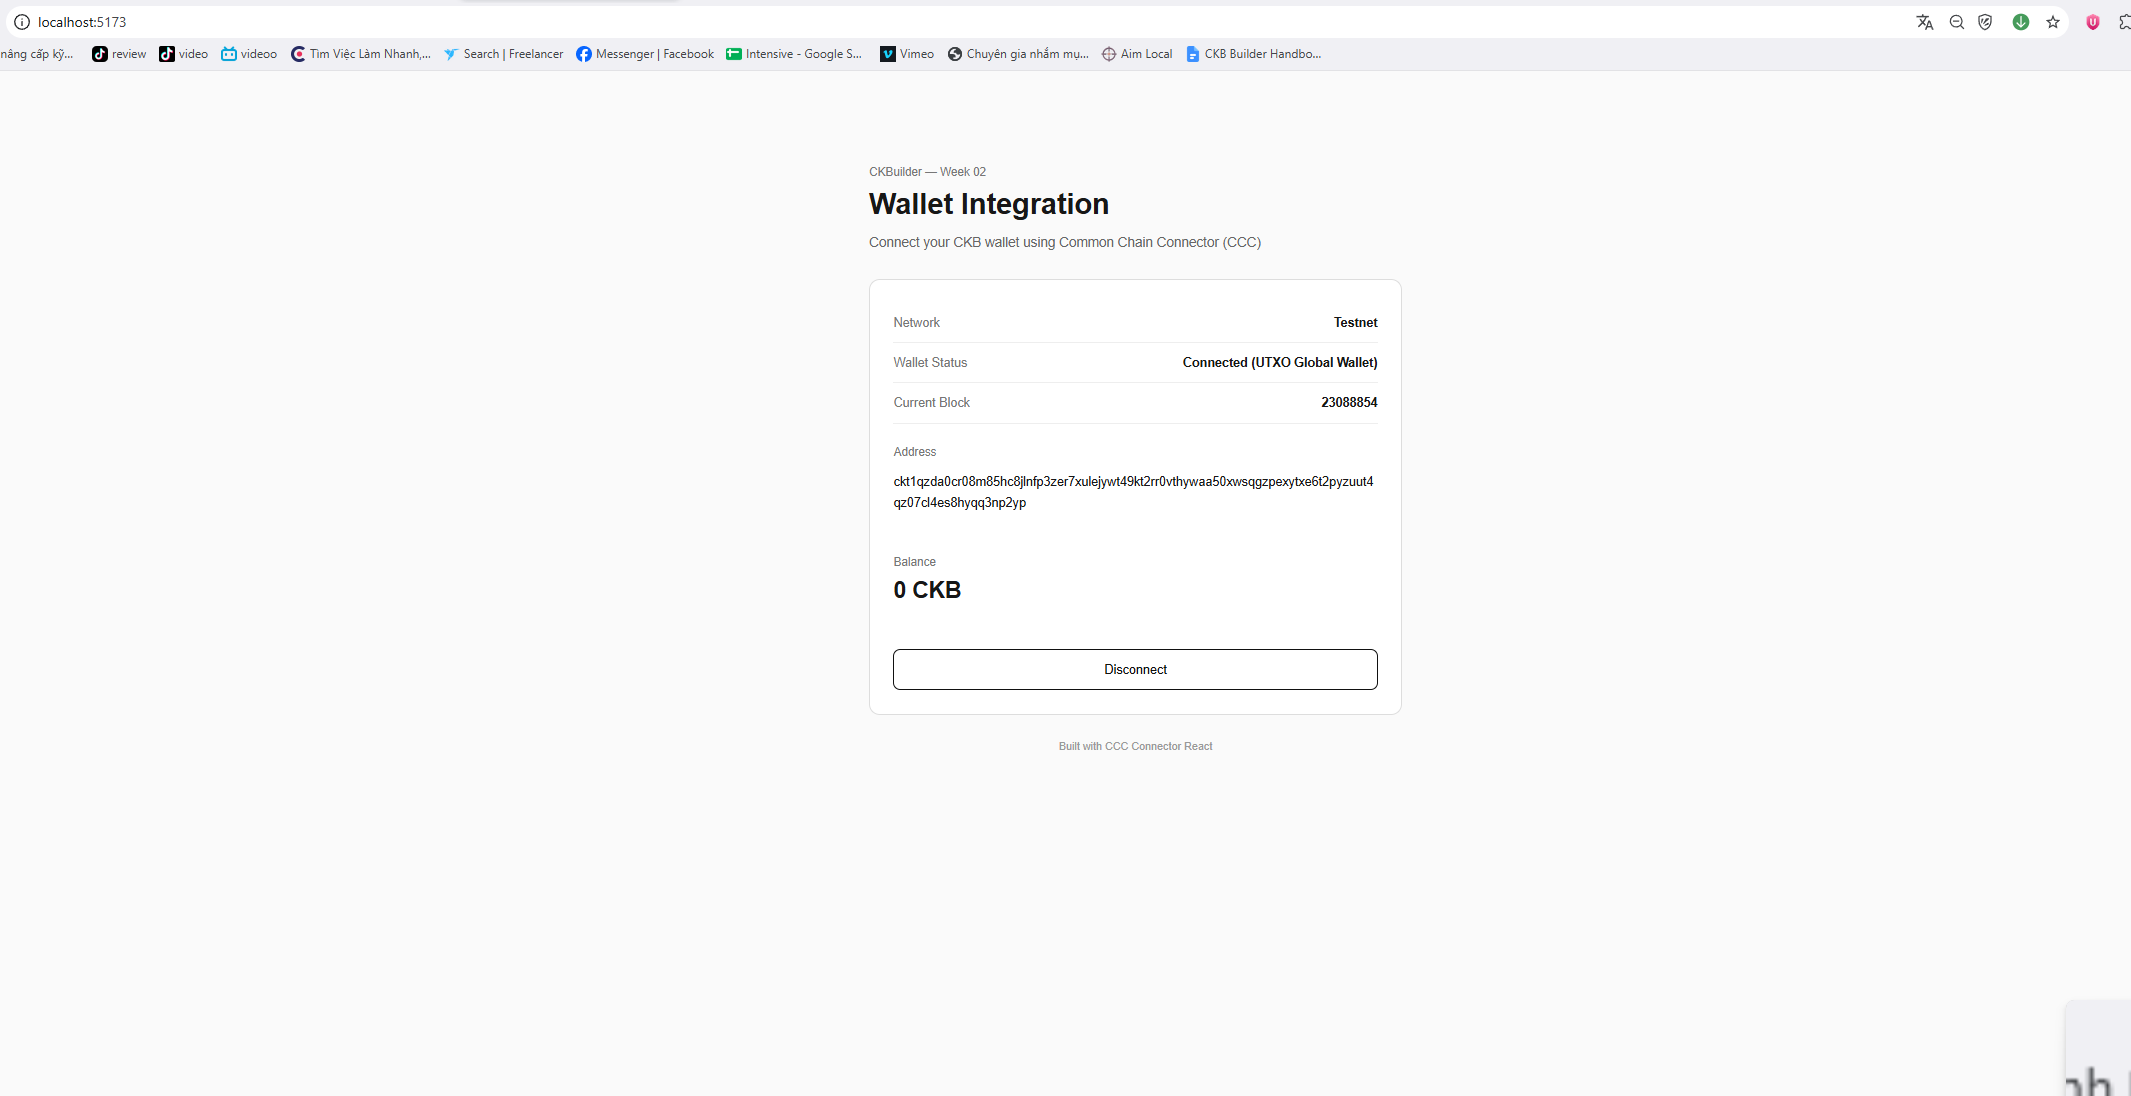 localhost:5173
nâng cấp kỹ...
review
video
videoo
Tìm Việc Làm Nhanh,...
Search | Freelancer
Messenger | Facebook
Intensive - Google S...
Vimeo
Chuyên gia nhắm mụ...
Aim Local
CKB Builder Handbo...
CKBuilder — Week 02
Wallet Integration
Connect your CKB wallet using Common Chain Connector (CCC)
Network Testnet
Wallet Status Connected (UTXO Global Wallet)
Current Block 23088854
Address
ckt1qzda0cr08m85hc8jlnfp3zer7xulejywt49kt2rr0vthywaa50xwsqgzpexytxe6t2pyzuut4
qz07cl4es8hyqq3np2yp
Balance
0 CKB
Disconnect
Built with CCC Connector React